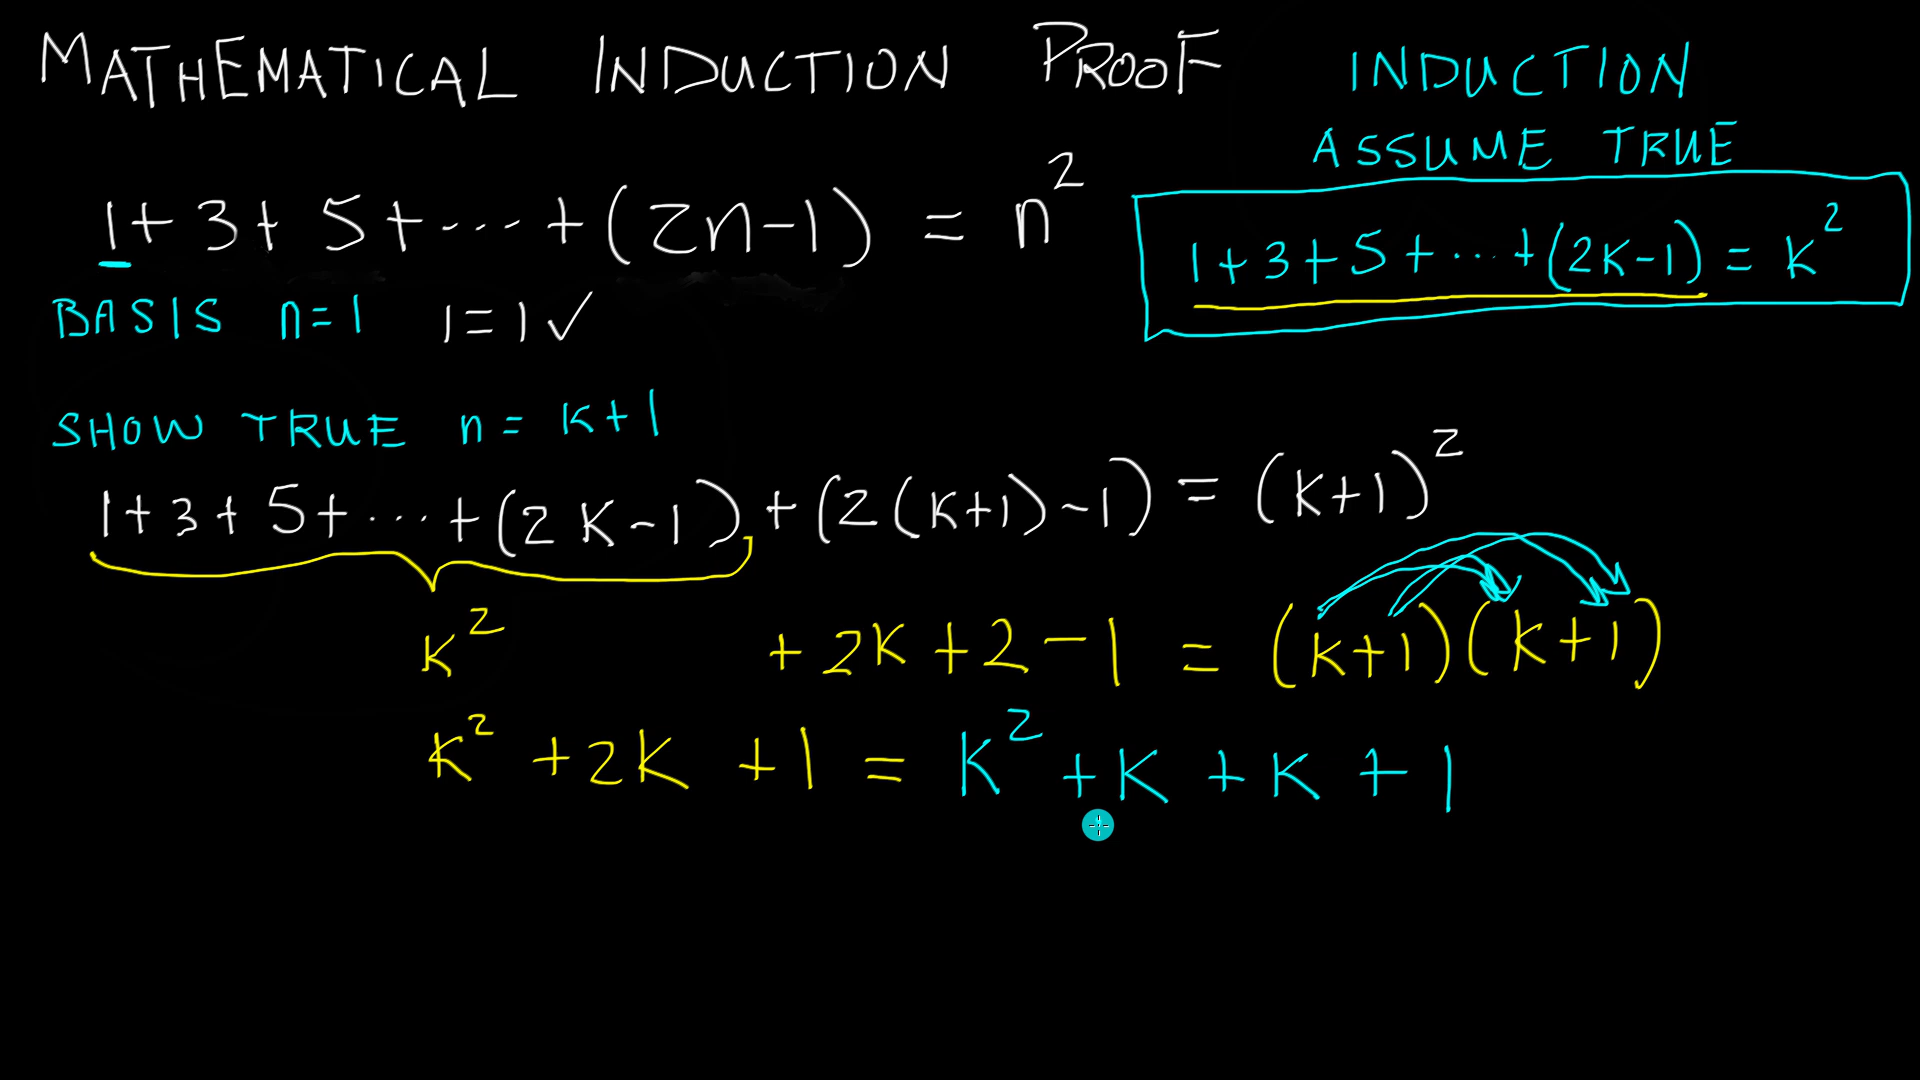 MATHEMATICAL INDUCTION PROOF
1+3+5+···+(2n-1) = n²
BASIS n=1 1=1✓
INDUCTION
ASSUME TRUE
1+3+5+···+(2K-1) = K²
SHOW TRUE n= K+1
1+3+5+···+(2K-1)+(2(K+1)-1) = (K+1)²
K² +2K+2-1 = (K+1)(K+1)
K² +2K +1 = K² +K +K +1